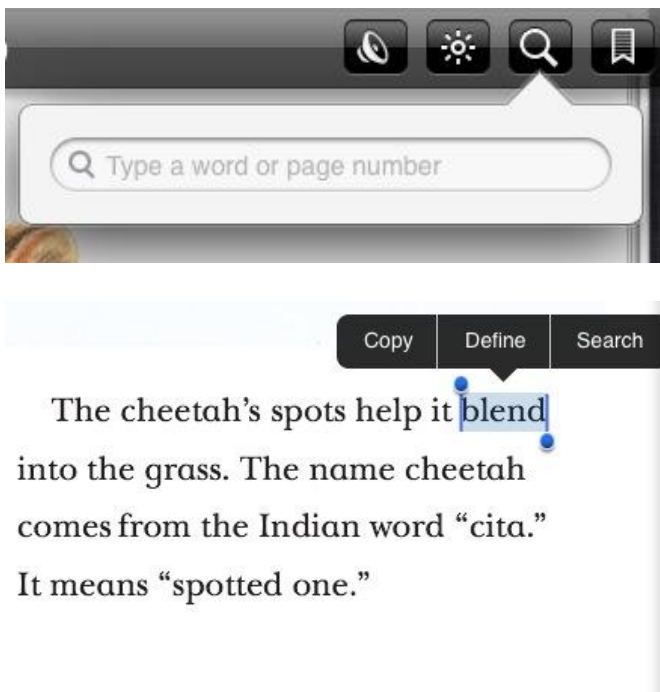 Type a word or page number
Copy Define Search
The cheetah’s spots help it blend
into the grass. The name cheetah
comes from the Indian word “cita.”
It means “spotted one.”